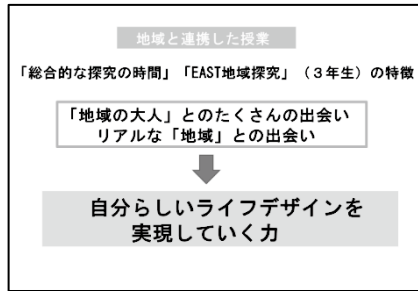 地域と連携した授業
「総合的な探究の時間」「EAST地域探究」（３年生）の特徴
「地域の大人」とのたくさんの出会い
リアルな「地域」との出会い
自分らしいライフデザインを
実現していく力